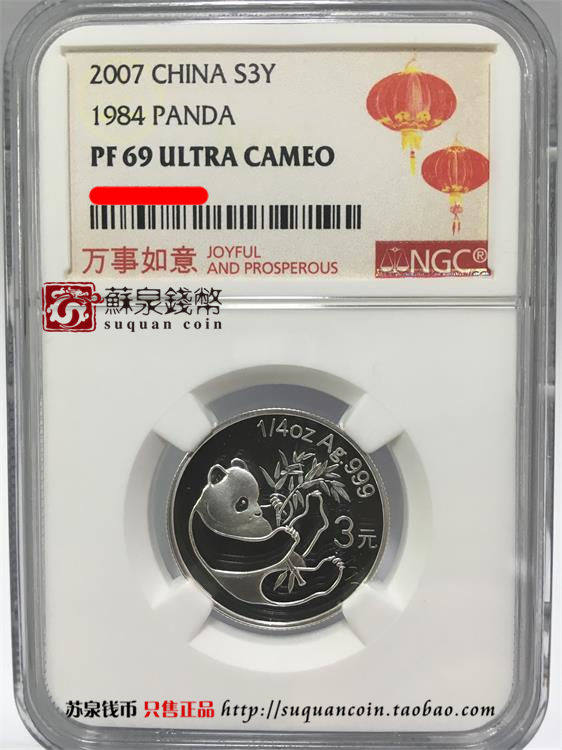 2007 CHINA S3Y
1984 PANDA
PF 69 ULTRA CAMEO
万事如意 JOYFUL
AND PROSPEROUS
NGC®
蘇泉錢幣
suquan coin
1/4oz Ag.999
3元
苏泉钱币 只售正品 http://suquancoin.taobao.com